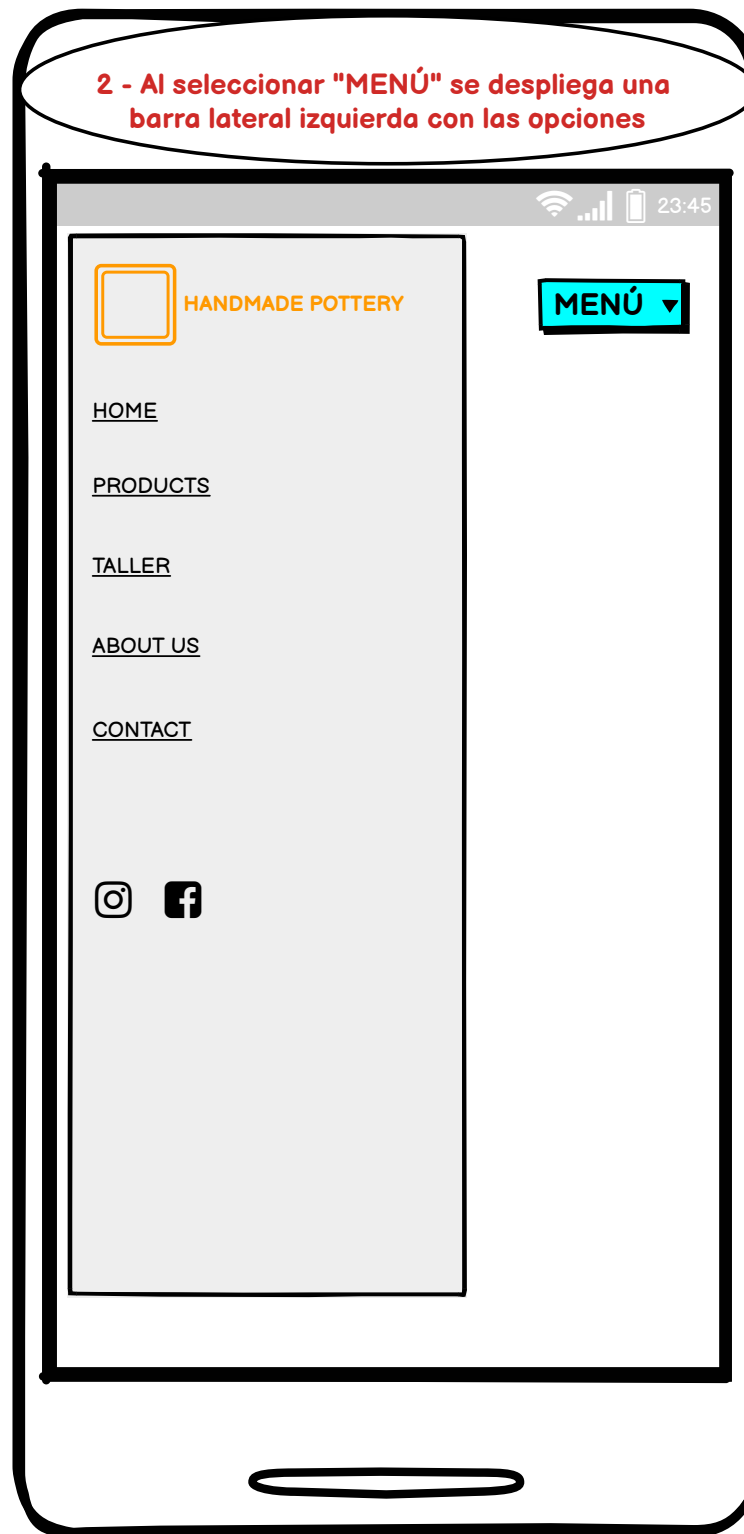 2 - Al seleccionar "MENÚ" se despliega una
barra lateral izquierda con las opciones
23:45
HANDMADE POTTERY
MENÚ
HOME
PRODUCTS
TALLER
ABOUT US
CONTACT